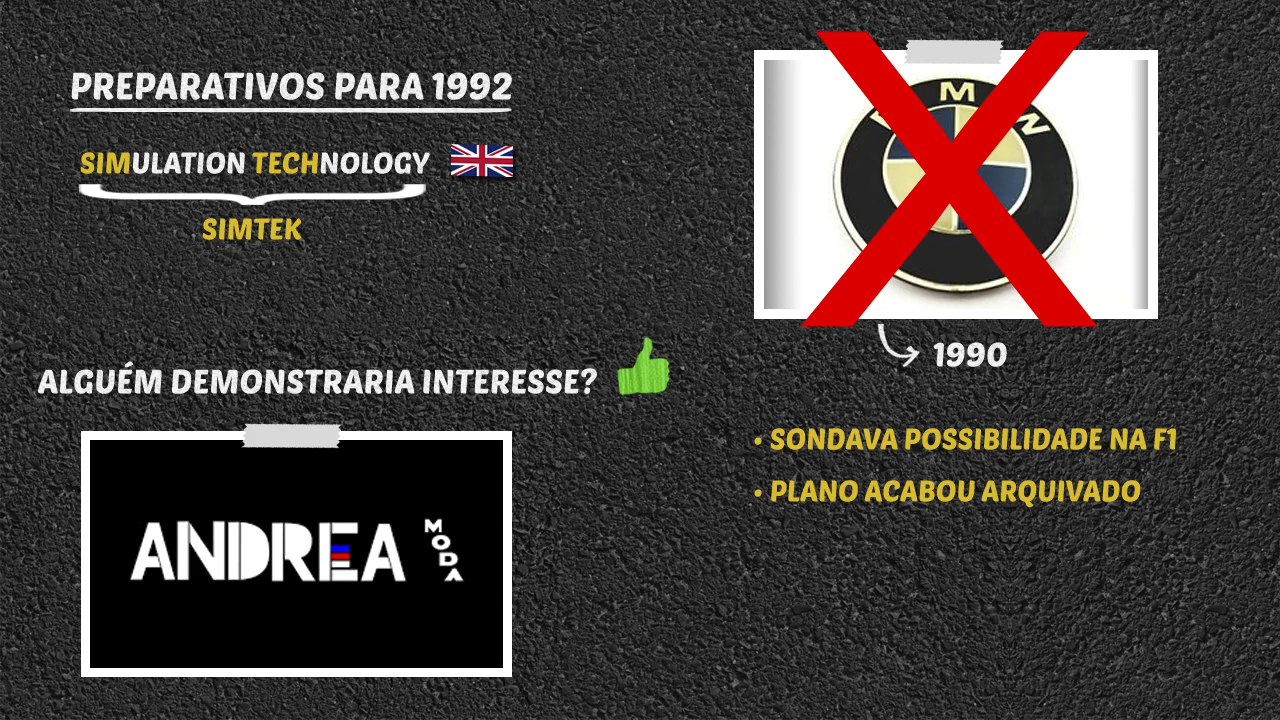 PREPARATIVOS PARA 1992
SIMULATION TECHNOLOGY
SIMTEK
ALGUÉM DEMONSTRARIA INTERESSE?
ANDREA MODA
BMW
1990
• SONDAVA POSSIBILIDADE NA F1
• PLANO ACABOU ARQUIVADO